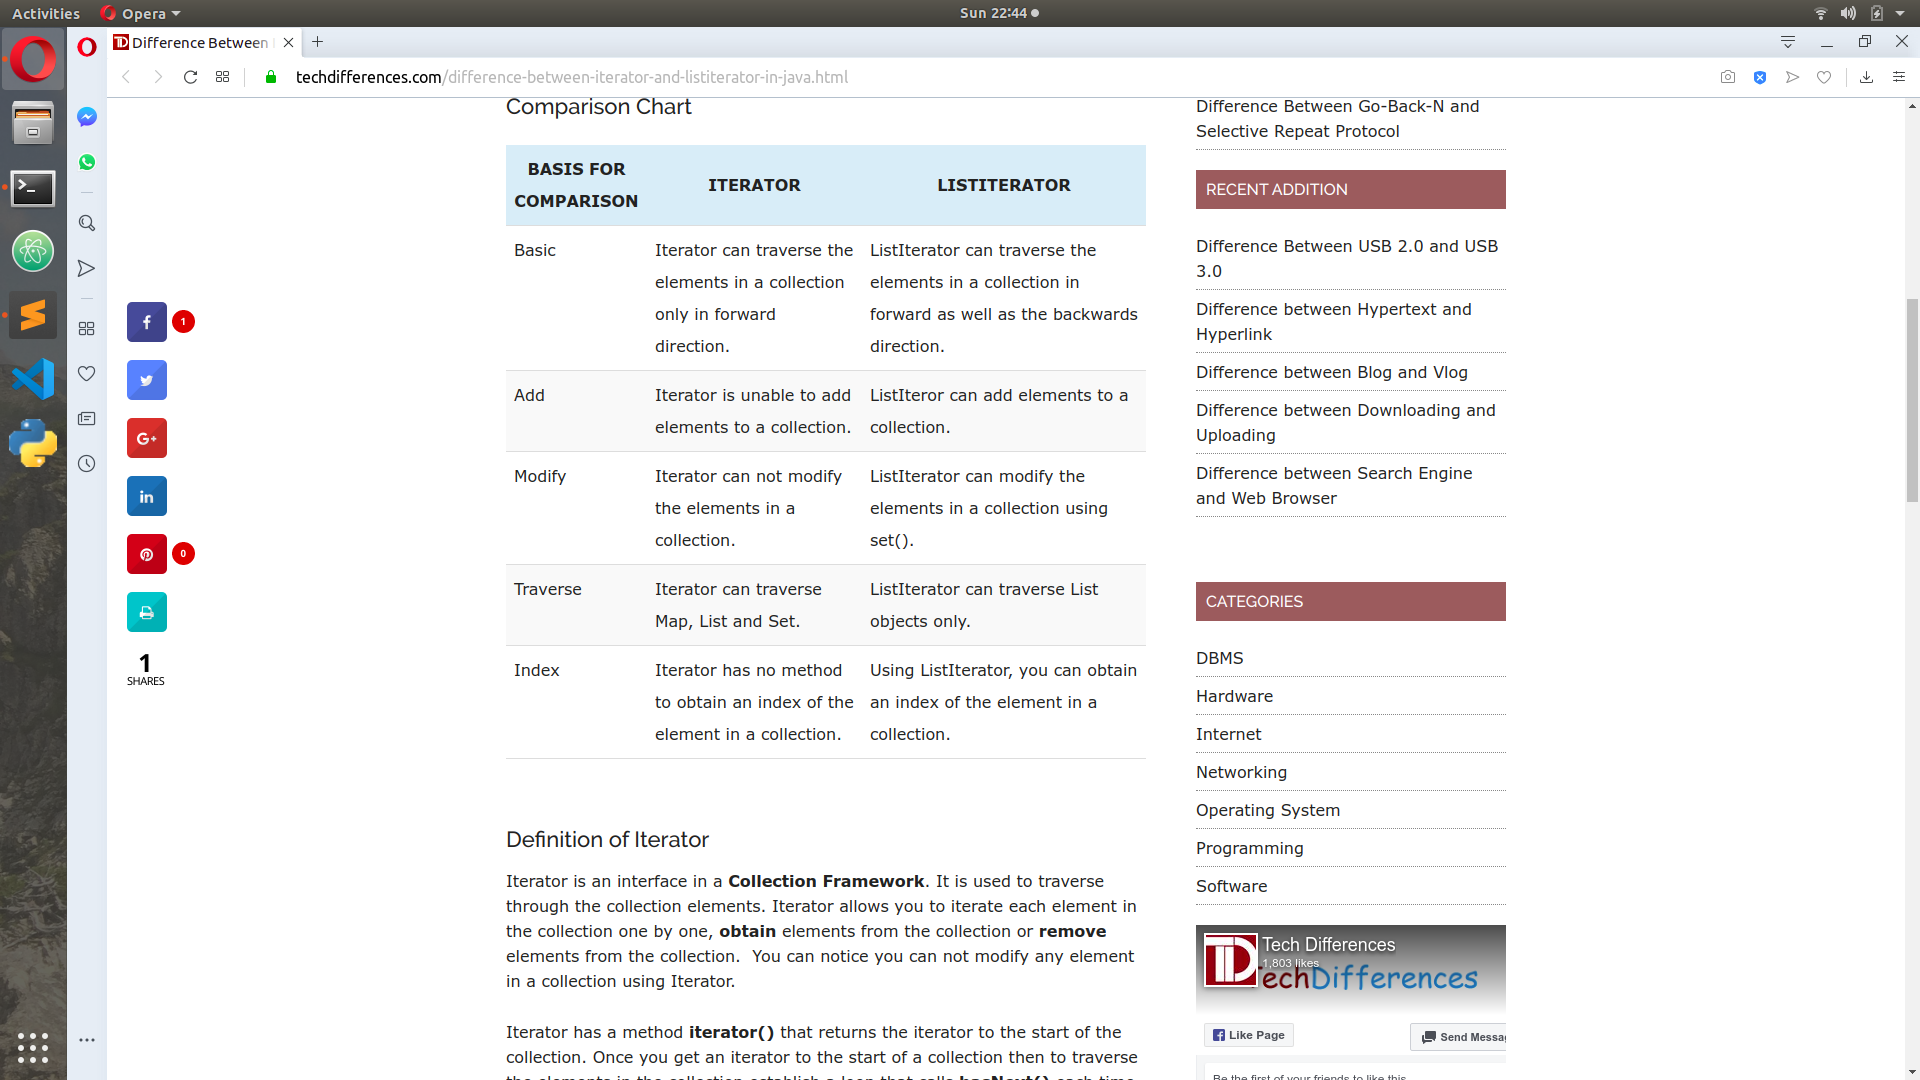 Activities
Opera
Sun 22:44
Difference Between
techdifferences.com/difference-between-iterator-and-listiterator-in-java.html
Comparison Chart
BASIS FOR
COMPARISON
ITERATOR
LISTITERATOR
Basic
Iterator can traverse the
elements in a collection
only in forward
direction.
ListIterator can traverse the
elements in a collection in
forward as well as the backwards
direction.
Add
Iterator is unable to add
elements to a collection.
ListIteror can add elements to a
collection.
Modify
Iterator can not modify
the elements in a
collection.
ListIterator can modify the
elements in a collection using
set().
Traverse
Iterator can traverse
Map, List and Set.
ListIterator can traverse List
objects only.
Index
Iterator has no method
to obtain an index of the
element in a collection.
Using ListIterator, you can obtain
an index of the element in a
collection.
Definition of Iterator
Iterator is an interface in a Collection Framework. It is used to traverse
through the collection elements. Iterator allows you to iterate each element in
the collection one by one, obtain elements from the collection or remove
elements from the collection.  You can notice you can not modify any element
in a collection using Iterator.
Iterator has a method iterator() that returns the iterator to the start of the
collection. Once you get an iterator to the start of a collection then to traverse
the elements in the collection establish a loop that calls hasNext() each time
1
G+
in
0
1
SHARES
Difference Between Go-Back-N and
Selective Repeat Protocol
RECENT ADDITION
Difference Between USB 2.0 and USB
3.0
Difference between Hypertext and
Hyperlink
Difference between Blog and Vlog
Difference between Downloading and
Uploading
Difference between Search Engine
and Web Browser
CATEGORIES
DBMS
Hardware
Internet
Networking
Operating System
Programming
Software
Tech Differences
1,803 likes
TechDifferences
Like Page
Send Messag
Be the first of your friends to like this